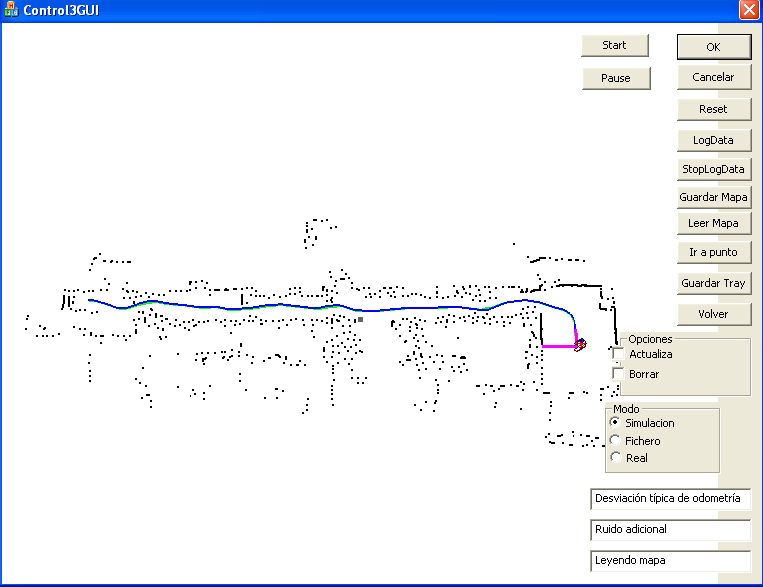 Control3GUI
Start
OK
Pause
Cancelar
Reset
LogData
StopLogData
Guardar Mapa
Leer Mapa
Ir a punto
Guardar Tray
Volver
Opciones
Actualiza
Borrar
Modo
Simulacion
Fichero
Real
Desviación típica de odometría
Ruido adicional
Leyendo mapa